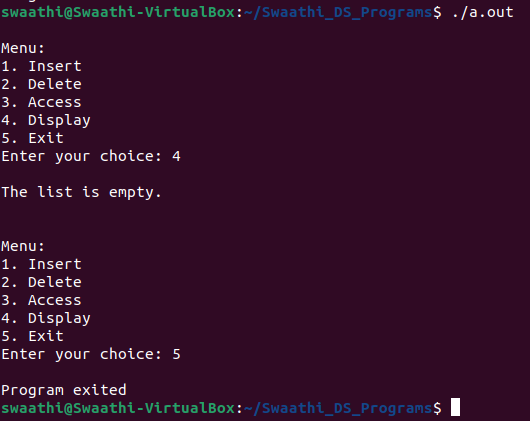 swaathi@Swaathi-VirtualBox:~/Swaathi_DS_Programs$ ./a.out
Menu:
1. Insert
2. Delete
3. Access
4. Display
5. Exit
Enter your choice: 4
The list is empty.
Menu:
1. Insert
2. Delete
3. Access
4. Display
5. Exit
Enter your choice: 5
Program exited
swaathi@Swaathi-VirtualBox:~/Swaathi_DS_Programs$